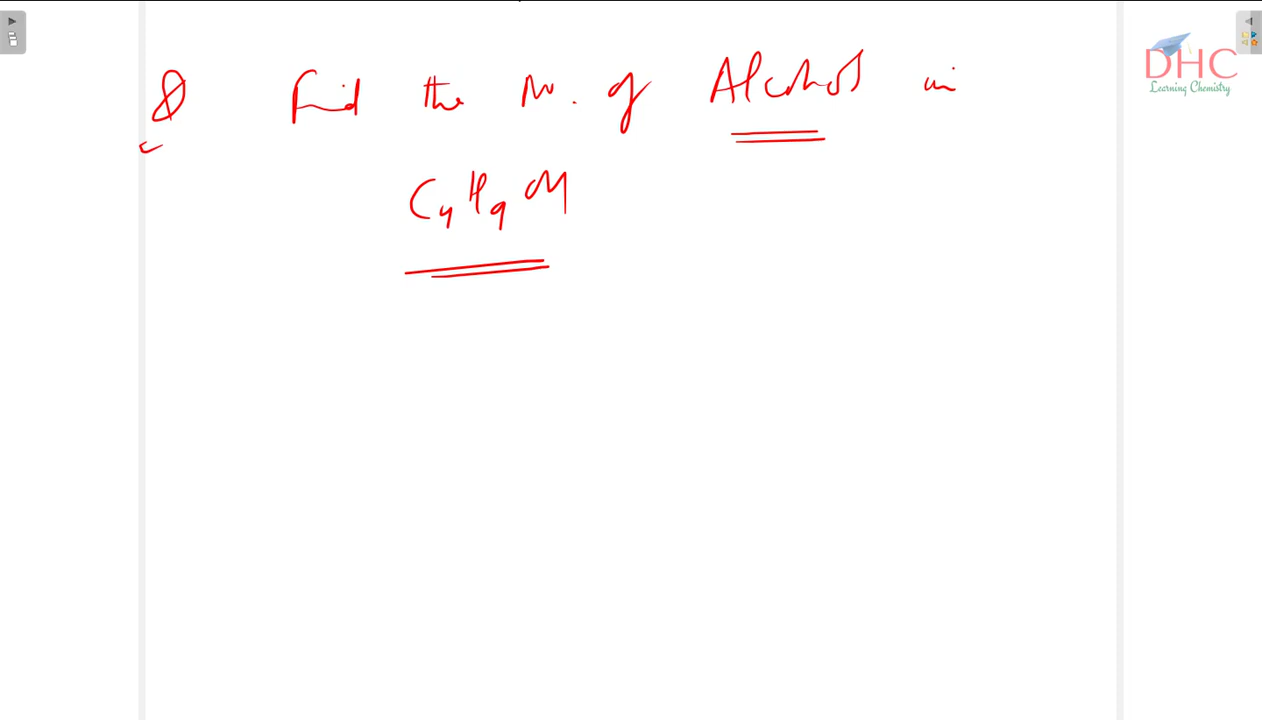 Q Find the No. of Alcohol in
C4H9OH
DHC
Learning Chemistry